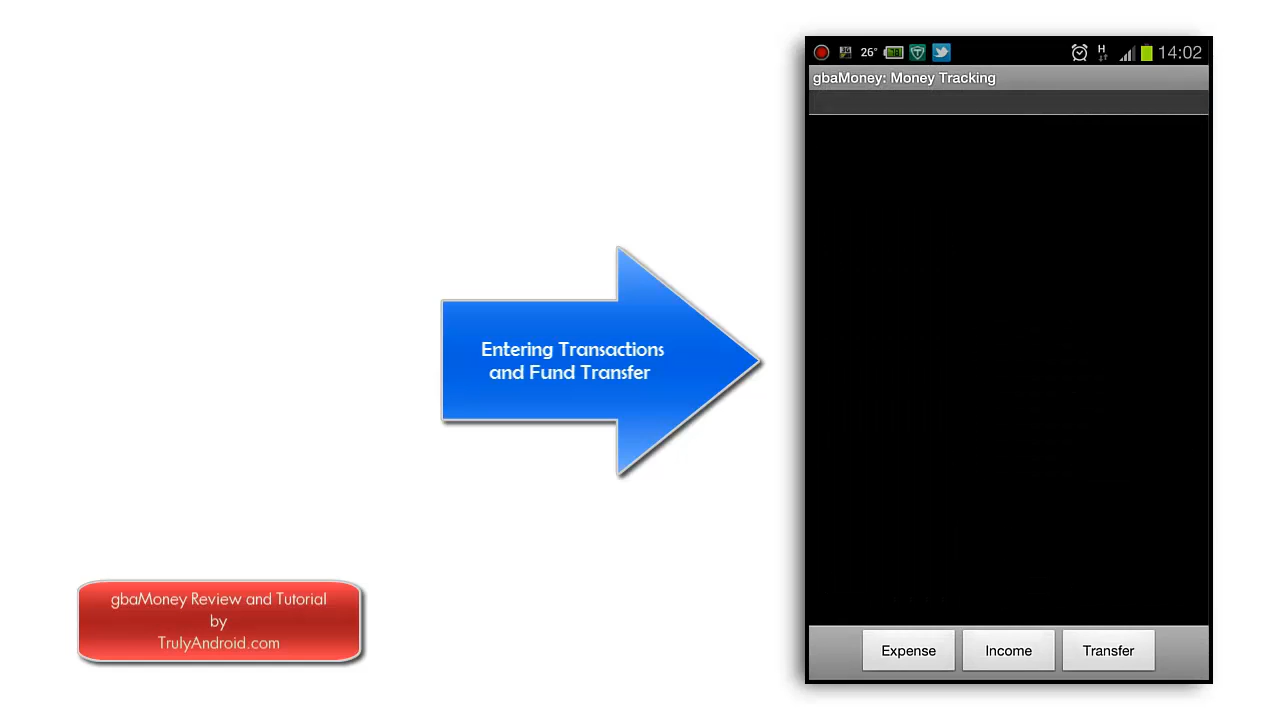 26° H 14:02
gbaMoney: Money Tracking
Entering Transactions
and Fund Transfer
gbaMoney Review and Tutorial
by
TrulyAndroid.com
Expense Income Transfer